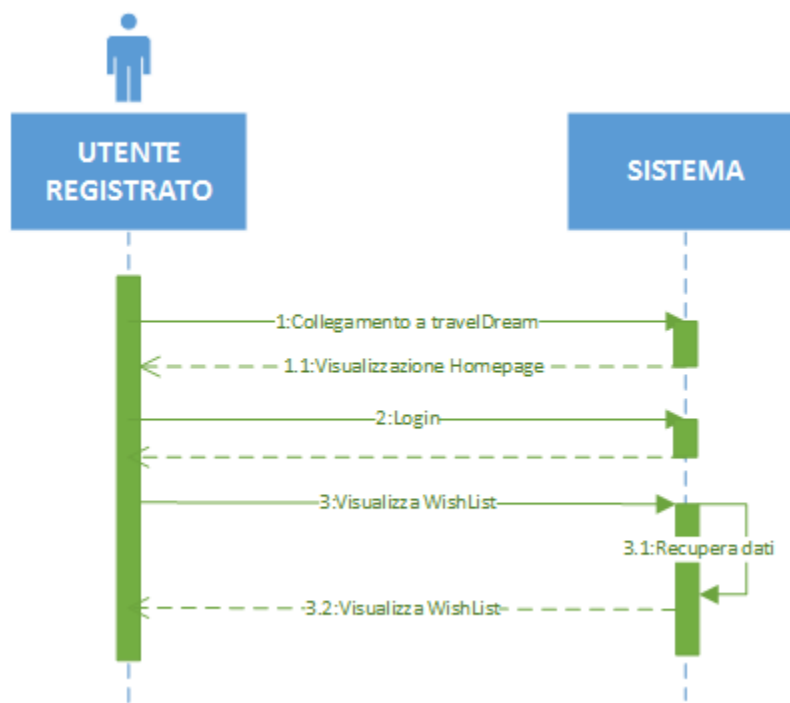 UTENTE
REGISTRATO
SISTEMA
1:Collegamento a travelDream
1.1:Visualizzazione Homepage
2:Login
3:Visualizza WishList
3.1:Recupera dati
3.2:Visualizza WishList